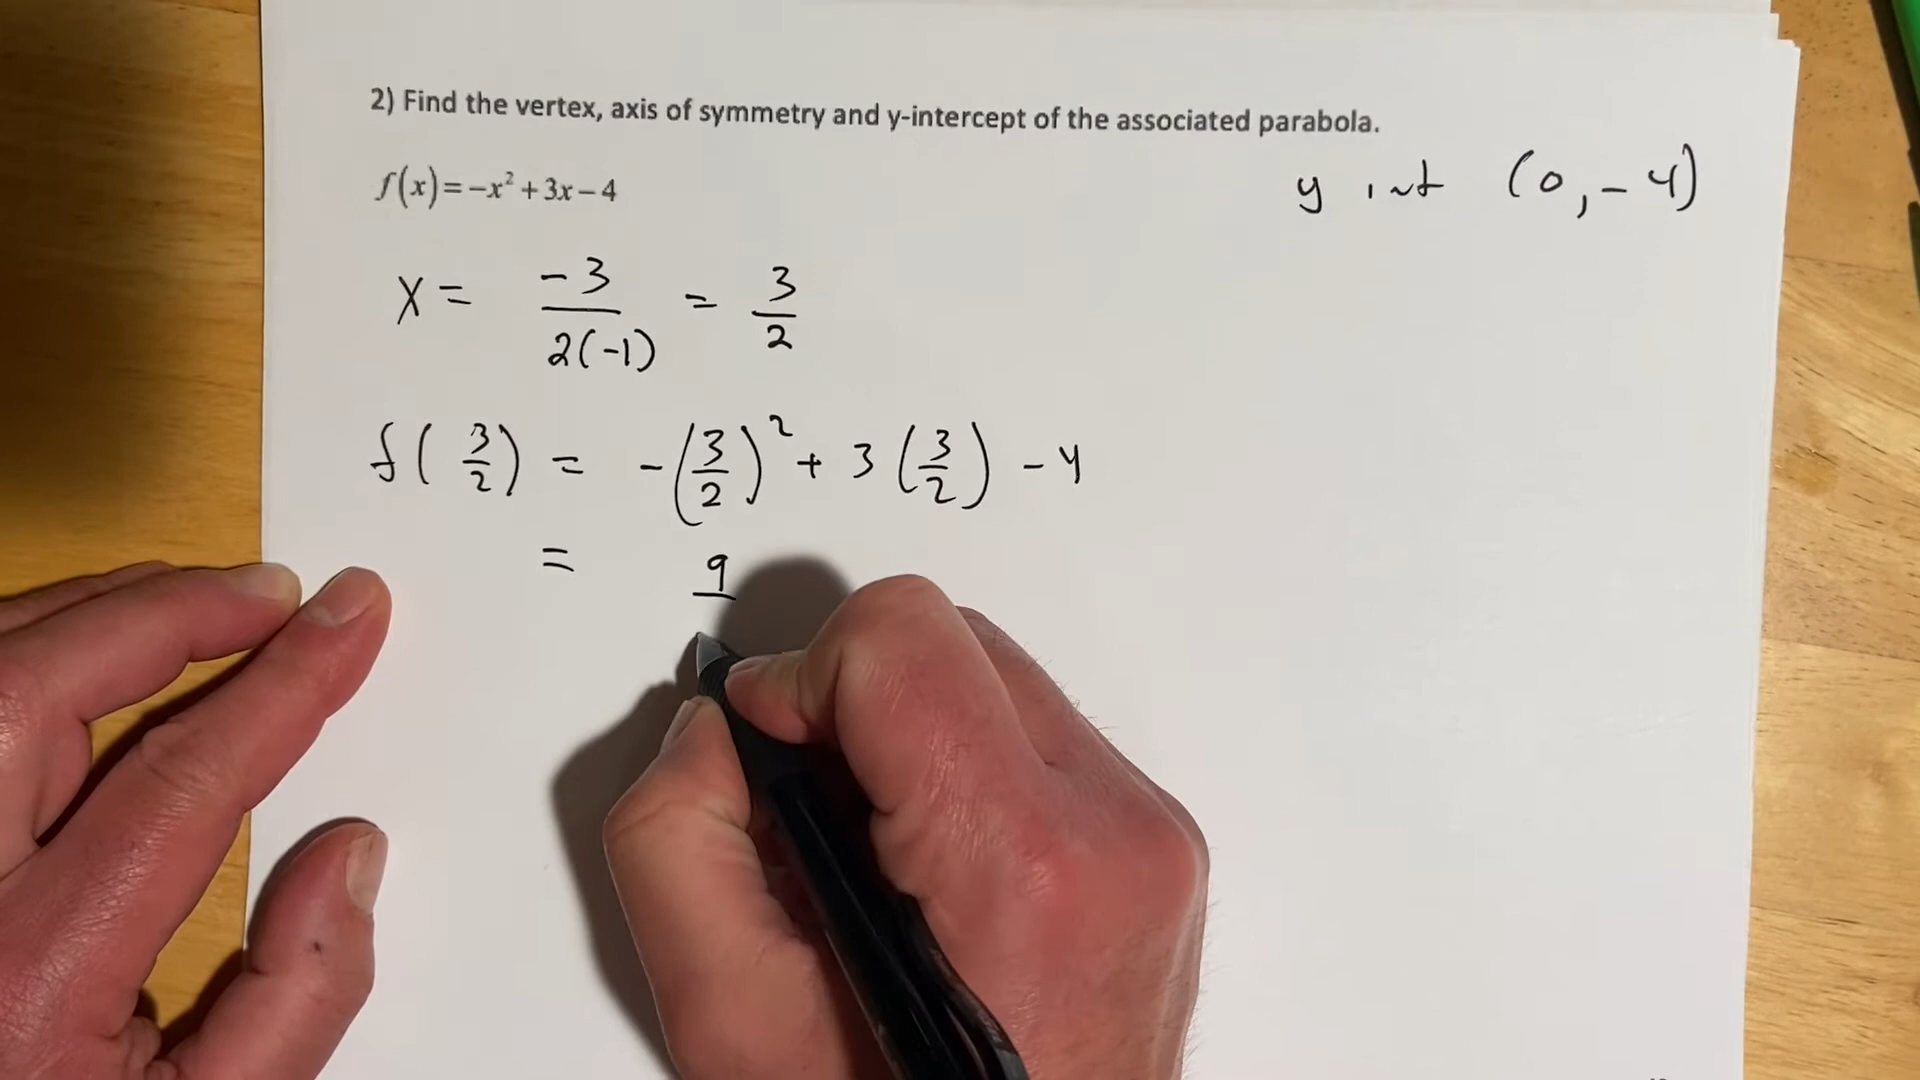 2) Find the vertex, axis of symmetry and y-intercept of the associated parabola.
y int (0, -4)
f(x) = -x² + 3x - 4
x = -3/2(-1) = 3/2
f(3/2) = -(3/2)² + 3(3/2) - 4
= 9